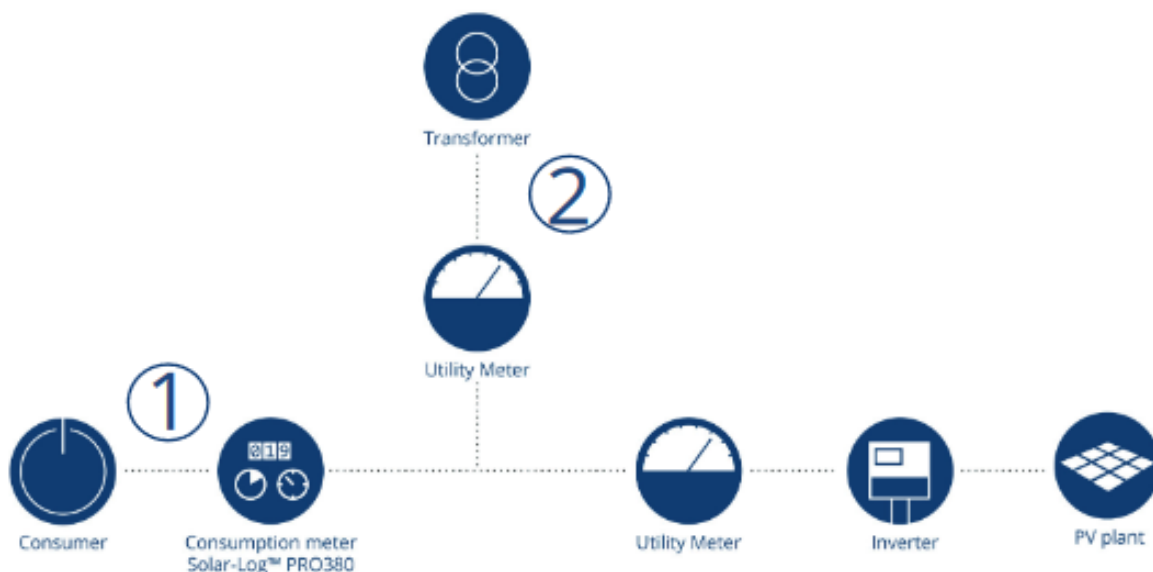 Transformer
2
Utility Meter
1
019
Consumer
Consumption meter
Solar-Log™ PRO380
Utility Meter
Inverter
PV plant